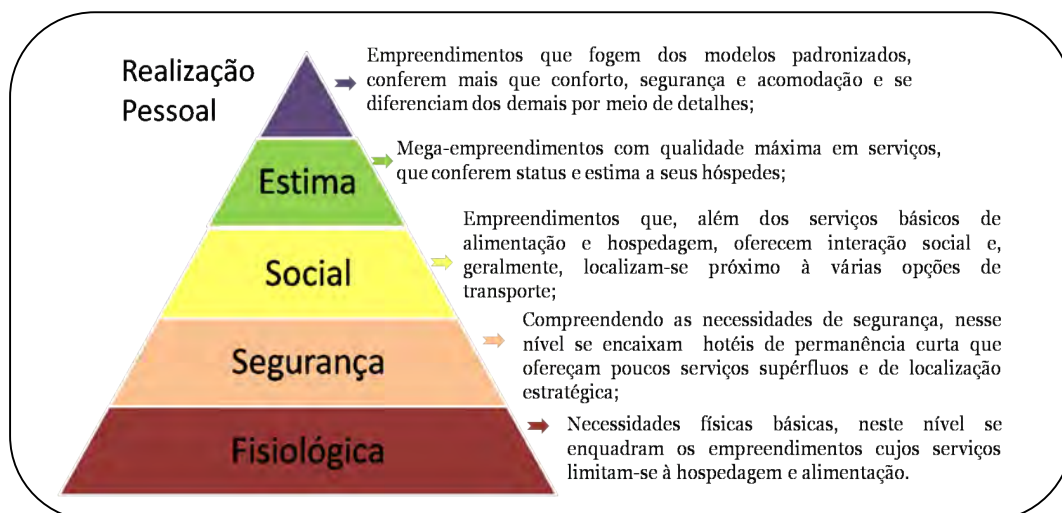 Realização
Pessoal
Empreendimentos que fogem dos modelos padronizados,
conferem mais que conforto, segurança e acomodação e se
diferenciam dos demais por meio de detalhes;
Estima
Mega-empreendimentos com qualidade máxima em serviços,
que conferem status e estima a seus hóspedes;
Social
Empreendimentos que, além dos serviços básicos de
alimentação e hospedagem, oferecem interação social e,
geralmente, localizam-se próximo à várias opções de
transporte;
Segurança
Compreendendo as necessidades de segurança, nesse
nível se encaixam hotéis de permanência curta que
ofereçam poucos serviços supérfluos e de localização
estratégica;
Fisiológica
Necessidades físicas básicas, neste nível se
enquadram os empreendimentos cujos serviços
limitam-se à hospedagem e alimentação.